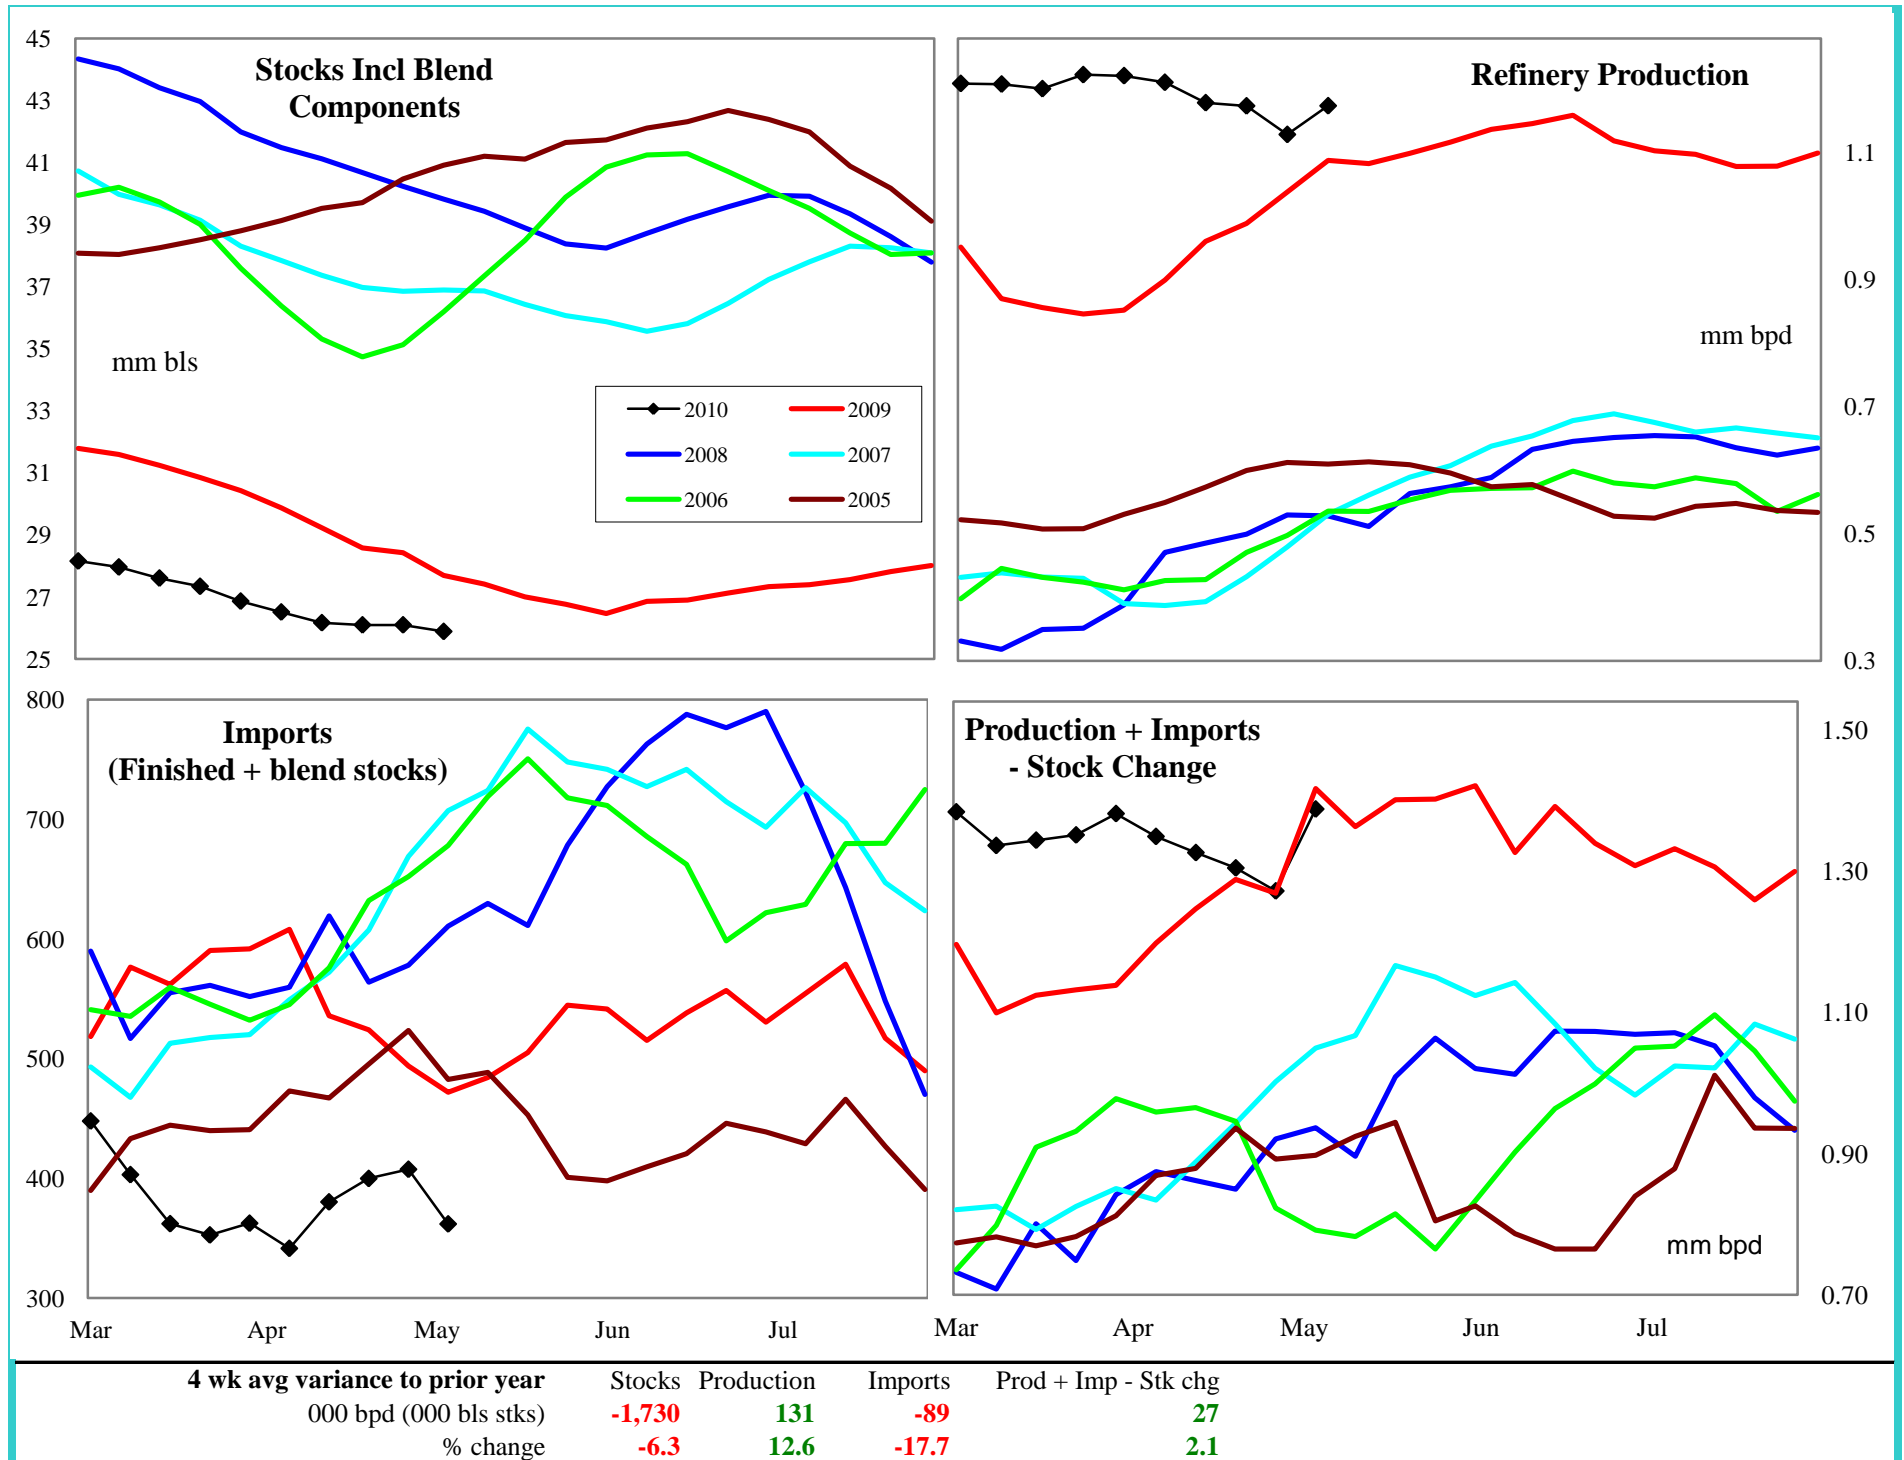 Stocks Incl Blend
Components
45
43
41
39
37
35
33
31
29
27
25
mm bls
2010 2009
2008 2007
2006 2005
Refinery Production
mm bpd
1.1
0.9
0.7
0.5
0.3
Imports
(Finished + blend stocks)
800
700
600
500
400
300
Mar Apr May Jun Jul
Production + Imports
- Stock Change
1.50
1.30
1.10
0.90
0.70
mm bpd
Mar Apr May Jun Jul
4 wk avg variance to prior year Stocks Production Imports Prod + Imp - Stk chg
000 bpd (000 bls stks) -1,730 131 -89 27
% change -6.3 12.6 -17.7 2.1